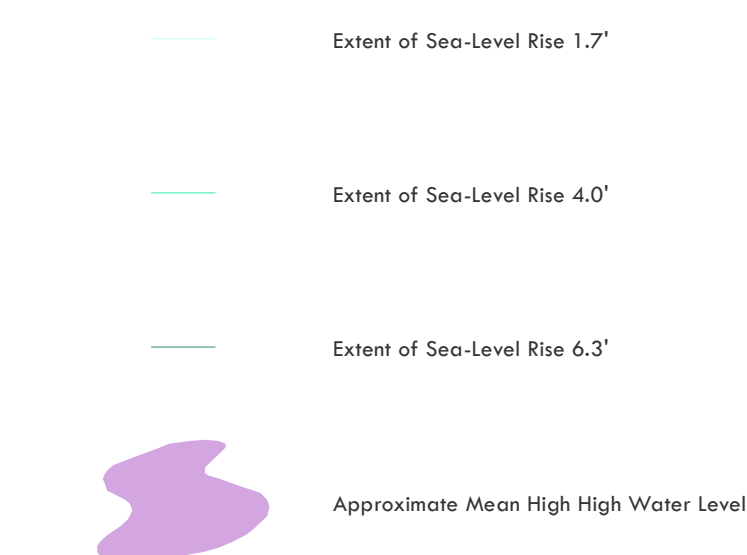 Extent of Sea-Level Rise 1.7'
Extent of Sea-Level Rise 4.0'
Extent of Sea-Level Rise 6.3'
Approximate Mean High High Water Level